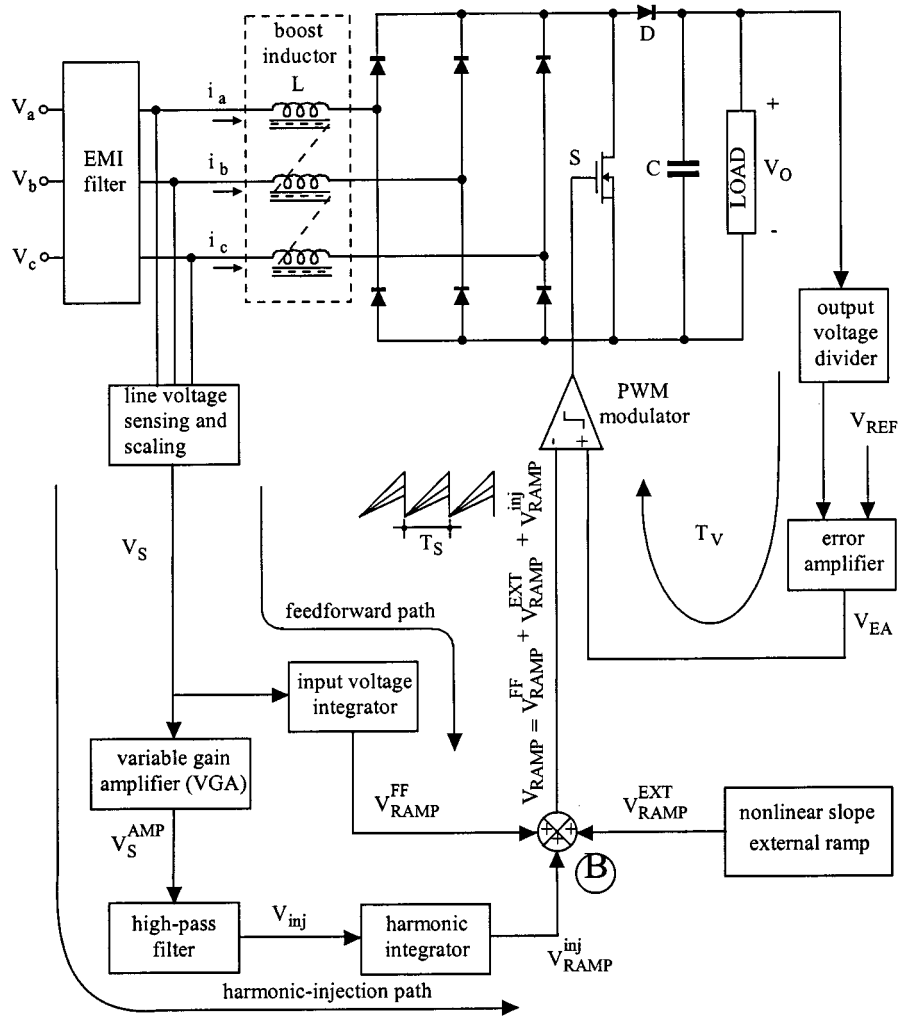 boost
inductor
L
D
V_a
i_a
EMI
filter
V_b
i_b
S
C
LOAD
+
V_O
-
V_c
i_c
output
voltage
divider
line voltage
sensing and
scaling
PWM
modulator
- +
V_REF
V_RAMP = V_RAMP^FF + V_RAMP^EXT + V_RAMP^inj
T_S
T_V
error
amplifier
V_S
feedforward path
V_EA
input voltage
integrator
variable gain
amplifier (VGA)
V_RAMP^FF
V_RAMP^EXT
nonlinear slope
external ramp
+ + +
V_S^AMP
B
high-pass
filter
V_inj
harmonic
integrator
V_RAMP^inj
harmonic-injection path